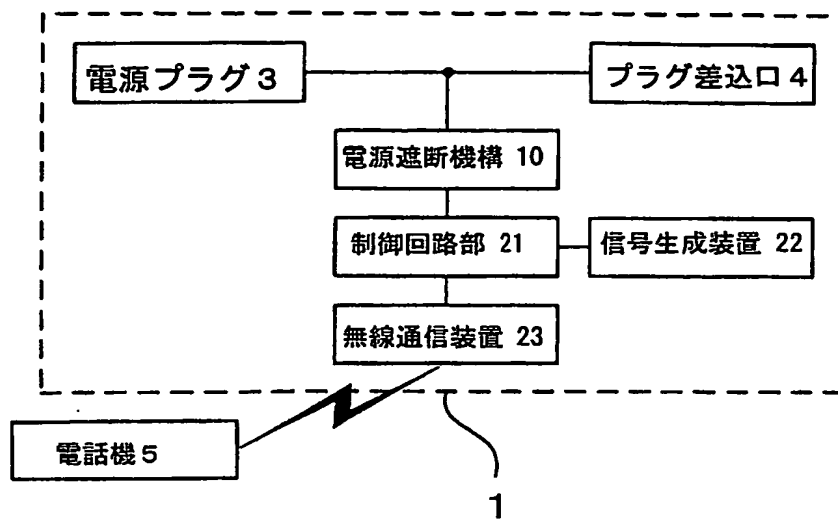 電源プラグ3
プラグ差込口4
電源遮断機構 10
制御回路部 21
信号生成装置 22
無線通信装置 23
電話機5
1